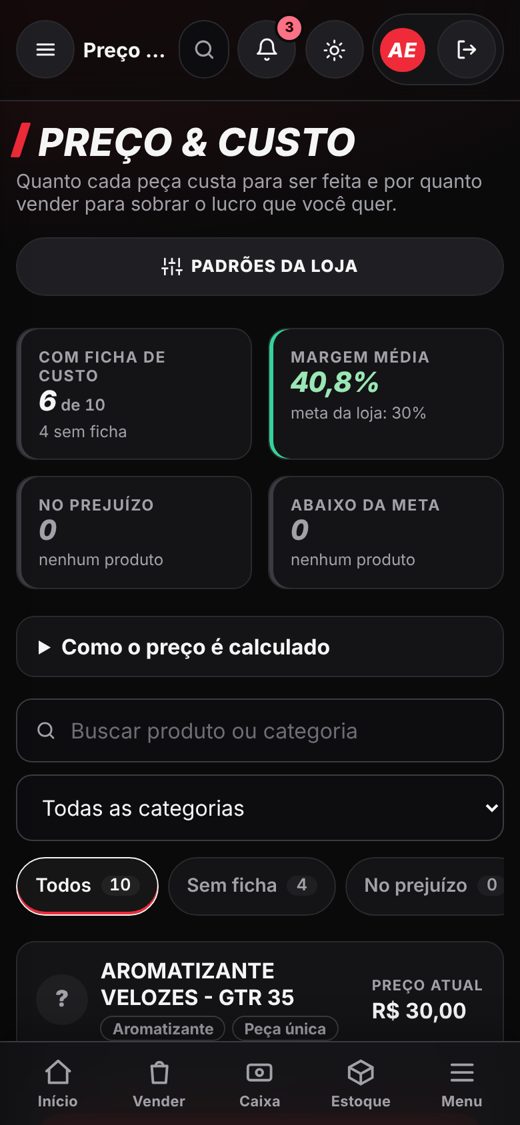 Preço ...
3
AE
PREÇO & CUSTO
Quanto cada peça custa para ser feita e por quanto
vender para sobrar o lucro que você quer.
PADRÕES DA LOJA
COM FICHA DE
CUSTO
6 de 10
4 sem ficha
MARGEM MÉDIA
40,8%
meta da loja: 30%
NO PREJUÍZO
0
nenhum produto
ABAIXO DA META
0
nenhum produto
Como o preço é calculado
Buscar produto ou categoria
Todas as categorias
Todos 10 Sem ficha 4 No prejuízo 0
?
AROMATIZANTE
VELOZES - GTR 35
Aromatizante Peça única
PREÇO ATUAL
R$ 30,00
Início Vender Caixa Estoque Menu